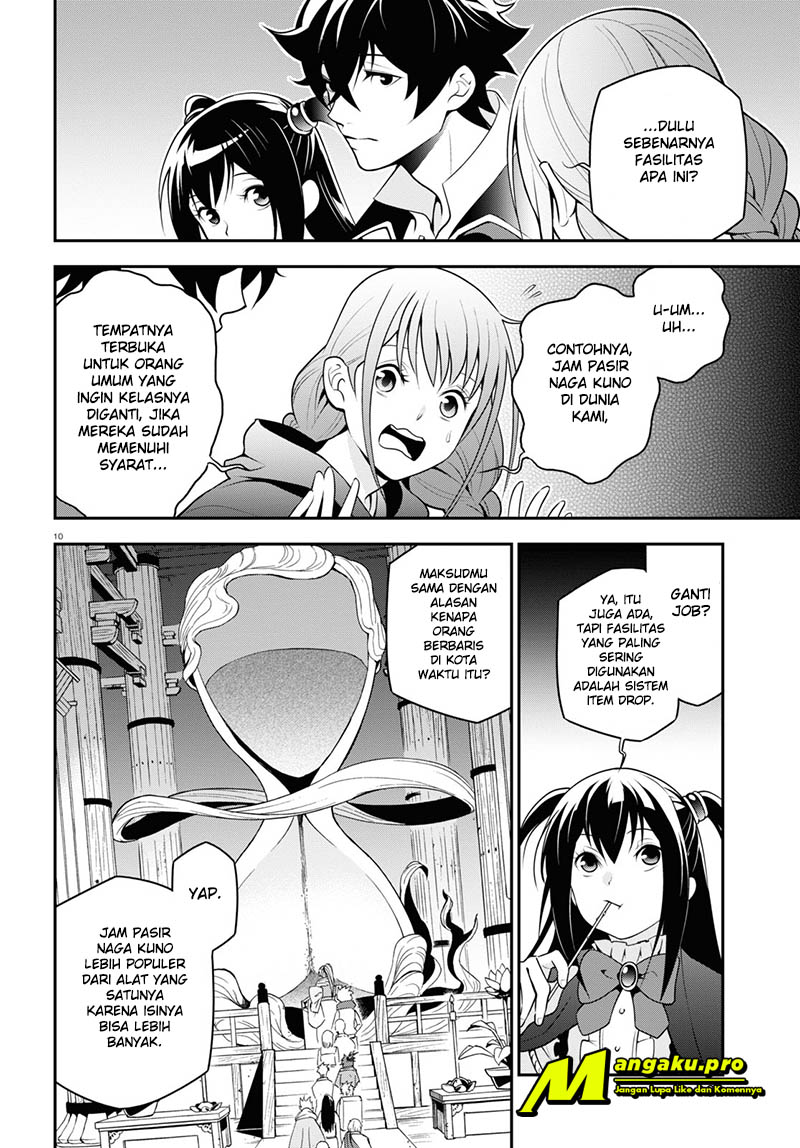 ...DULU
SEBENARNYA
FASILITAS
APA INI?
U-UM...
UH...
CONTOHNYA,
JAM PASIR
NAGA KUNO
DI DUNIA
KAMI,
TEMPATNYA
TERBUKA
UNTUK ORANG
UMUM YANG
INGIN KELASNYA
DIGANTI, JIKA
MEREKA SUDAH
MEMENUHI
SYARAT...
10
GANTI
JOB?
YA, ITU
JUGA ADA,
TAPI FASILITAS
YANG PALING
SERING
DIGUNAKAN
ADALAH SISTEM
ITEM DROP.
MAKSUDMU
SAMA DENGAN
ALASAN
KENAPA
ORANG
BERBARIS
DI KOTA
WAKTU ITU?
YAP.
JAM PASIR
NAGA KUNO
LEBIH POPULER
DARI ALAT YANG
SATUNYA
KARENA ISINYA
BISA LEBIH
BANYAK.
Mangaku.pro
Jangan Lupa Like dan Komennya